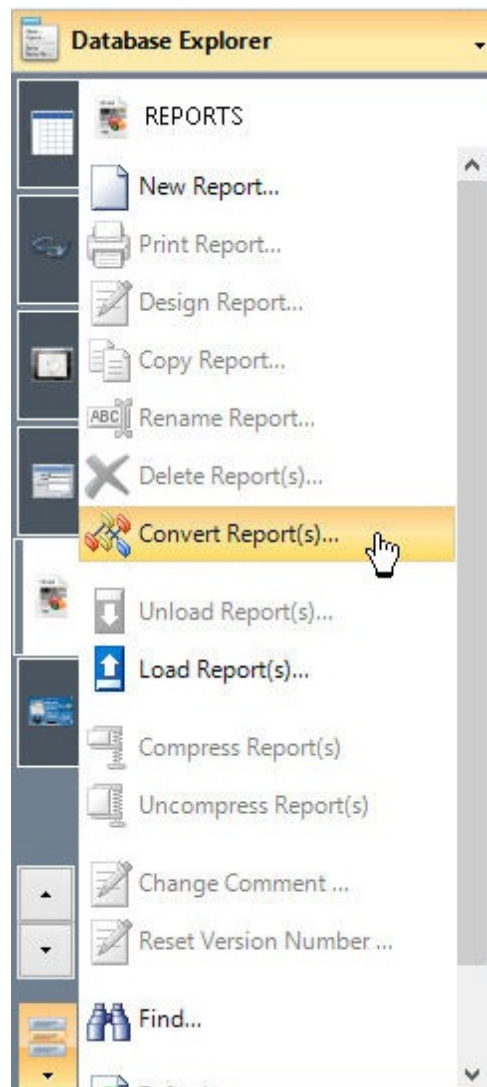 Database Explorer
REPORTS
New Report...
Print Report...
Design Report...
Copy Report...
ABC Rename Report...
Delete Report(s)...
Convert Report(s)...
Unload Report(s)...
Load Report(s)...
Compress Report(s)
Uncompress Report(s)
Change Comment ...
Reset Version Number ...
Find...